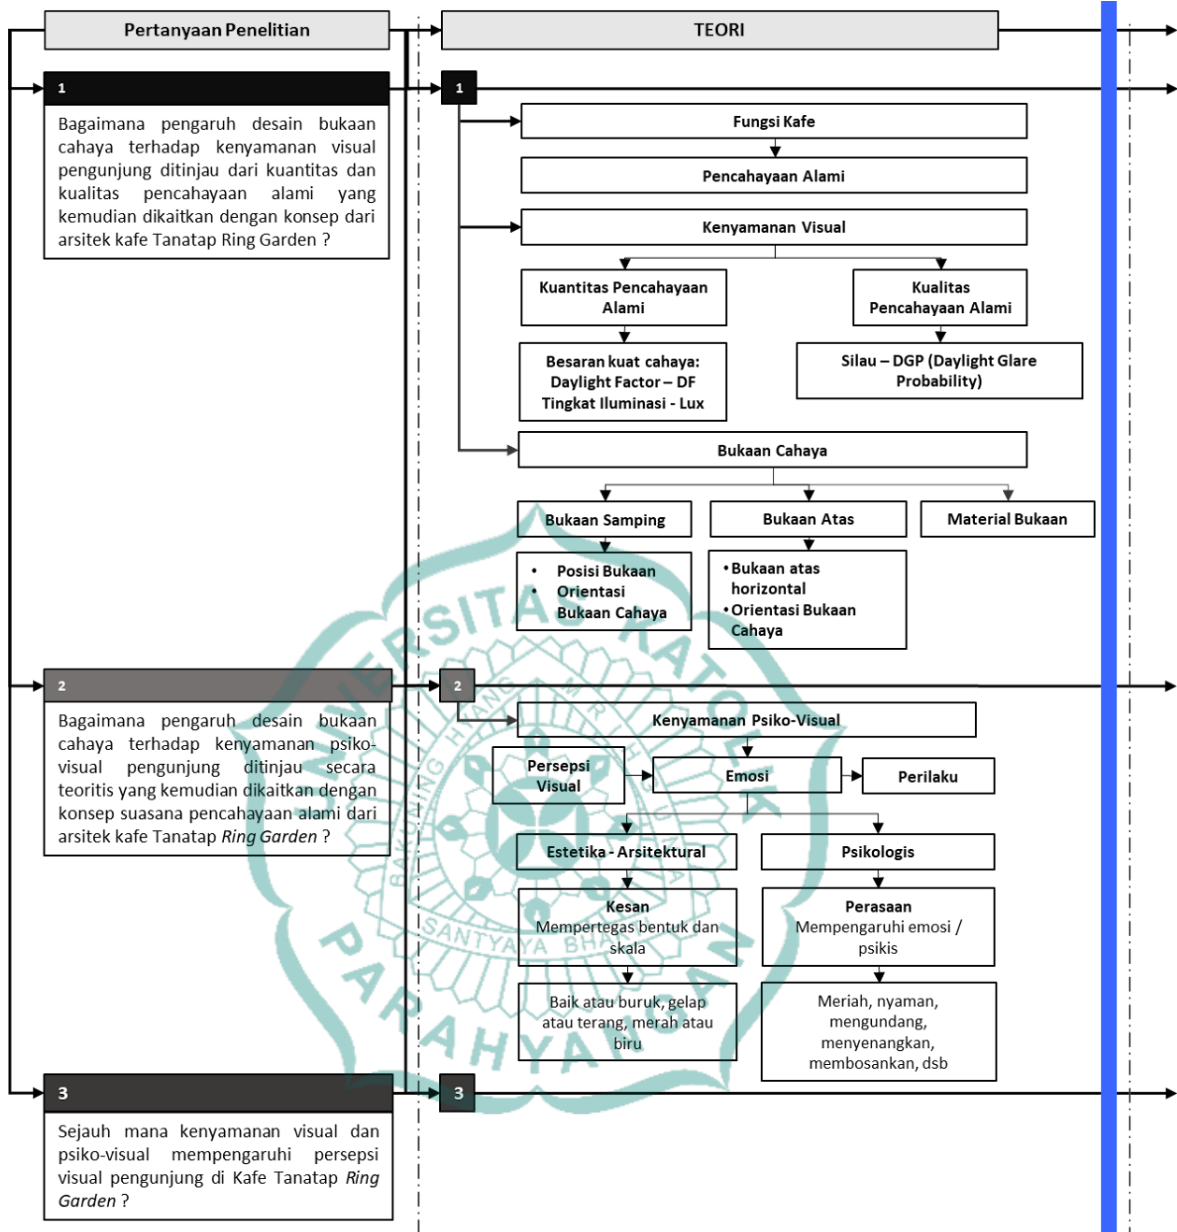 Pertanyaan Penelitian
TEORI
1
Bagaimana pengaruh desain bukaan
cahaya terhadap kenyamanan visual
pengunjung ditinjau dari kuantitas dan
kualitas pencahayaan alami yang
kemudian dikaitkan dengan konsep dari
arsitek kafe Tanatap Ring Garden ?
1
Fungsi Kafe
Pencahayaan Alami
Kenyamanan Visual
Kuantitas Pencahayaan
Alami
Kualitas
Pencahayaan Alami
Besaran kuat cahaya:
Daylight Factor – DF
Tingkat Iluminasi - Lux
Silau – DGP (Daylight Glare
Probability)
Bukaan Cahaya
Bukaan Samping
Bukaan Atas
Material Bukaan
• Posisi Bukaan
• Orientasi
Bukaan Cahaya
• Bukaan atas
horizontal
• Orientasi Bukaan
Cahaya
2
Bagaimana pengaruh desain bukaan
cahaya terhadap kenyamanan psiko-
visual pengunjung ditinjau secara
teoritis yang kemudian dikaitkan dengan
konsep suasana pencahayaan alami dari
arsitek kafe Tanatap Ring Garden ?
2
Kenyamanan Psiko-Visual
Persepsi
Visual
Emosi
Perilaku
Estetika - Arsitektural
Psikologis
Kesan
Mempertegas bentuk dan
skala
Perasaan
Mempengaruhi emosi /
psikis
Baik atau buruk, gelap
atau terang, merah atau
biru
Meriah, nyaman,
mengundang,
menyenangkan,
membosankan, dsb
3
Sejauh mana kenyamanan visual dan
psiko-visual mempengaruhi persepsi
visual pengunjung di Kafe Tanatap Ring
Garden ?
3
UNIVERSITAS KATOLIK
PARAHYANGAN
SANTYAYA BHAKTI